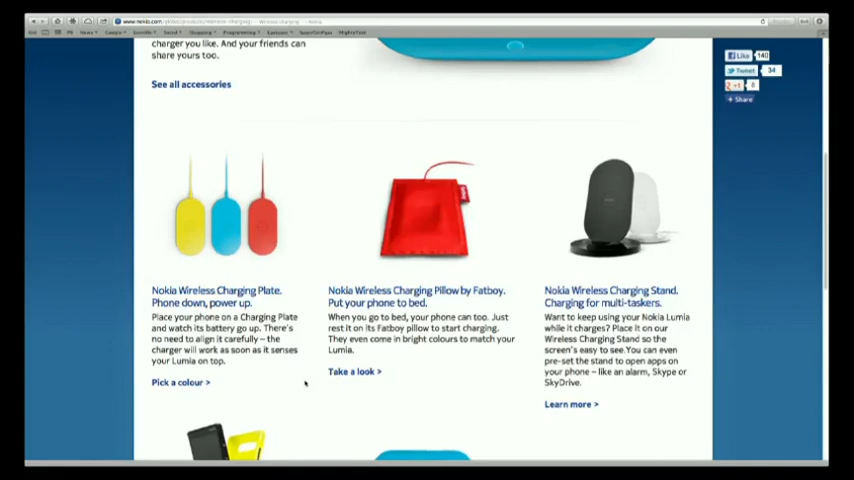 www.nokia.com
charger you like. And your friends can
share yours too.
See all accessories
Like 140
Tweet 34
+1 8
+ Share
Nokia Wireless Charging Plate.
Phone down, power up.
Place your phone on a Charging Plate
and watch its battery go up. There's
no need to align it carefully – the
charger will work as soon as it senses
your Lumia on top.
Pick a colour >
Nokia Wireless Charging Pillow by Fatboy.
Put your phone to bed.
When you go to bed, your phone can too. Just
rest it on its Fatboy pillow to start charging.
They even come in bright colours to match your
Lumia.
Take a look >
Nokia Wireless Charging Stand.
Charging for multi-taskers.
Want to keep using your Nokia Lumia
while it charges? Place it on our
Wireless Charging Stand so the
screen's easy to see. You can even
pre-set the stand to open apps on
your phone – like an alarm, Skype or
SkyDrive.
Learn more >